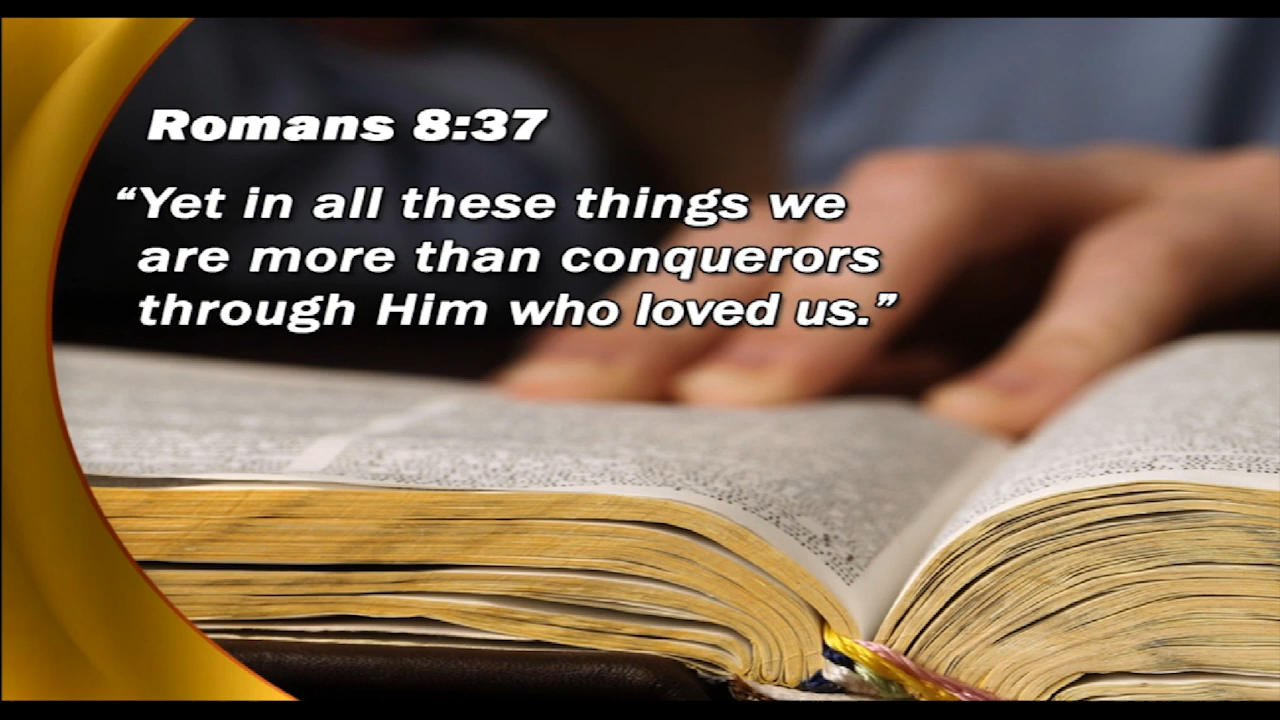 Romans 8:37
“Yet in all these things we
are more than conquerors
through Him who loved us.”